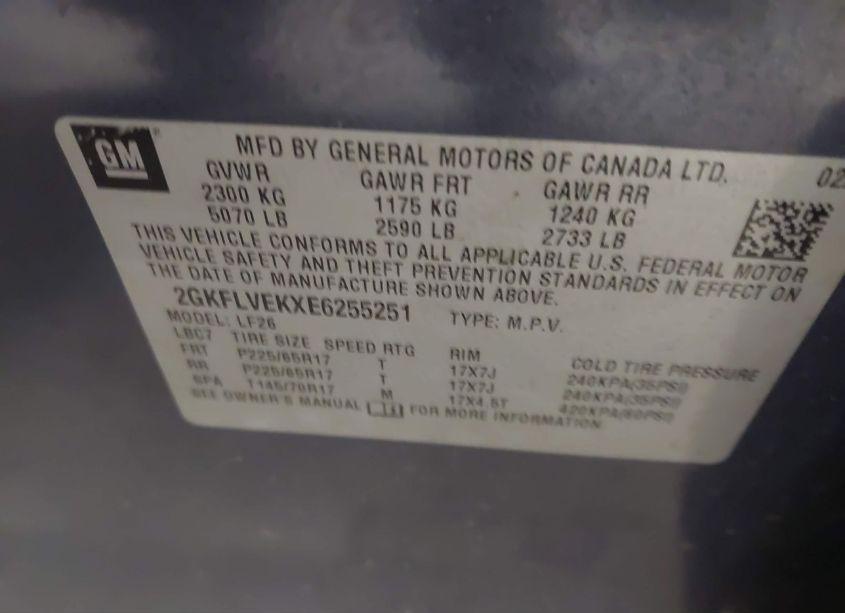 GM
MFD BY GENERAL MOTORS OF CANADA LTD. 02
GVWR GAWR FRT GAWR RR
2300 KG 1175 KG 1240 KG
5070 LB 2590 LB 2733 LB
THIS VEHICLE CONFORMS TO ALL APPLICABLE U.S. FEDERAL MOTOR
VEHICLE SAFETY AND THEFT PREVENTION STANDARDS IN EFFECT ON
THE DATE OF MANUFACTURE SHOWN ABOVE.
2GKFLVEKXE6255251 TYPE: M.P.V.
MODEL: LF26
LBC7 TIRE SIZE SPEED RTG RIM COLD TIRE PRESSURE
FRT P225/65R17 T 17X7J 240KPA(35PSI)
RR P225/65R17 T 17X7J 240KPA(35PSI)
SPA T145/70R17 M 17X4.5T 420KPA(60PSI)
SEE OWNER'S MANUAL FOR MORE INFORMATION